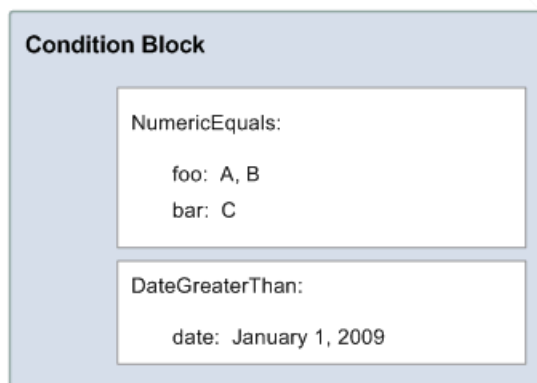 Condition Block
NumericEquals:
foo: A, B
bar: C
DateGreaterThan:
date: January 1, 2009